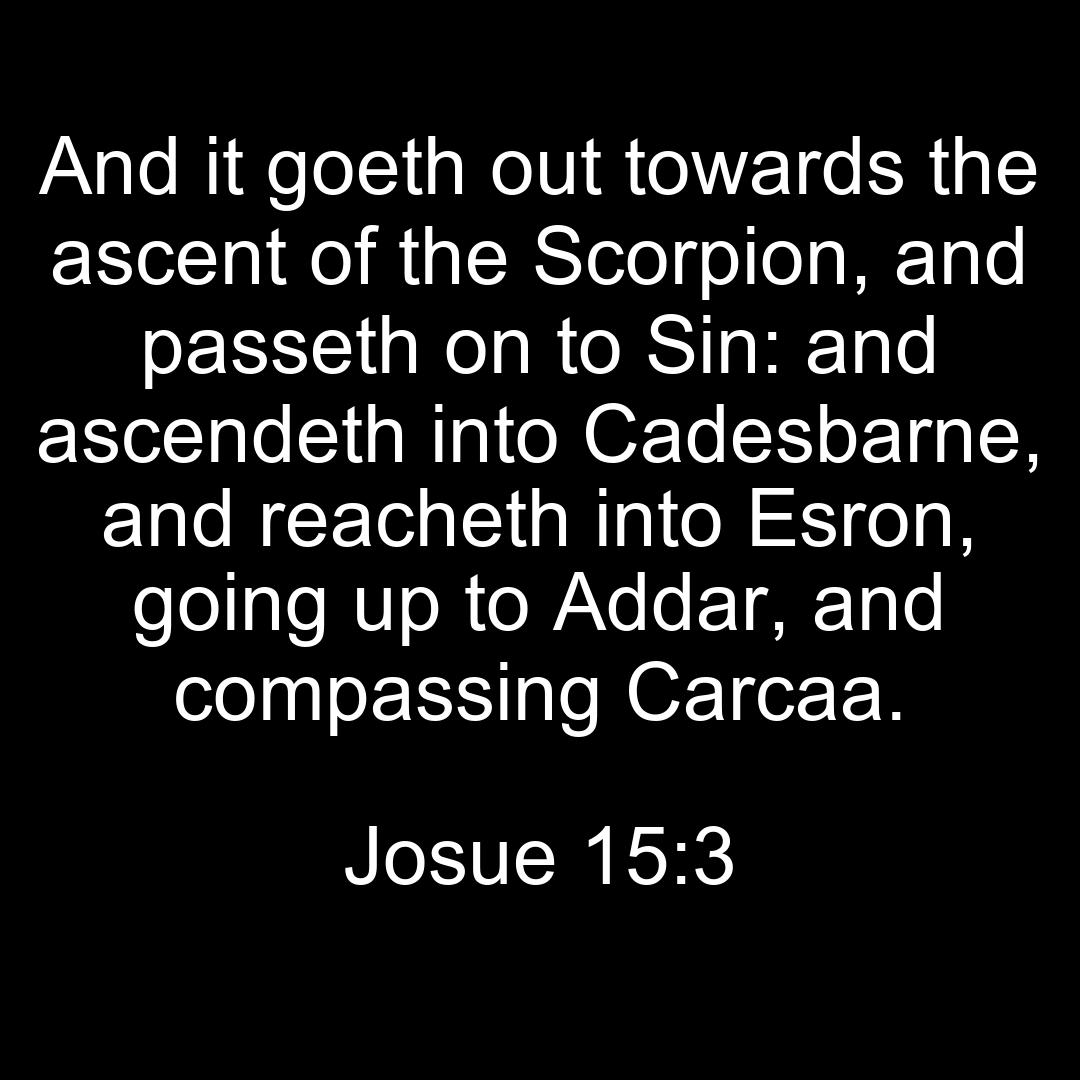 And it goeth out towards the
ascent of the Scorpion, and
passeth on to Sin: and
ascendeth into Cadesbarne,
and reacheth into Esron,
going up to Addar, and
compassing Carcaa.
Josue 15:3